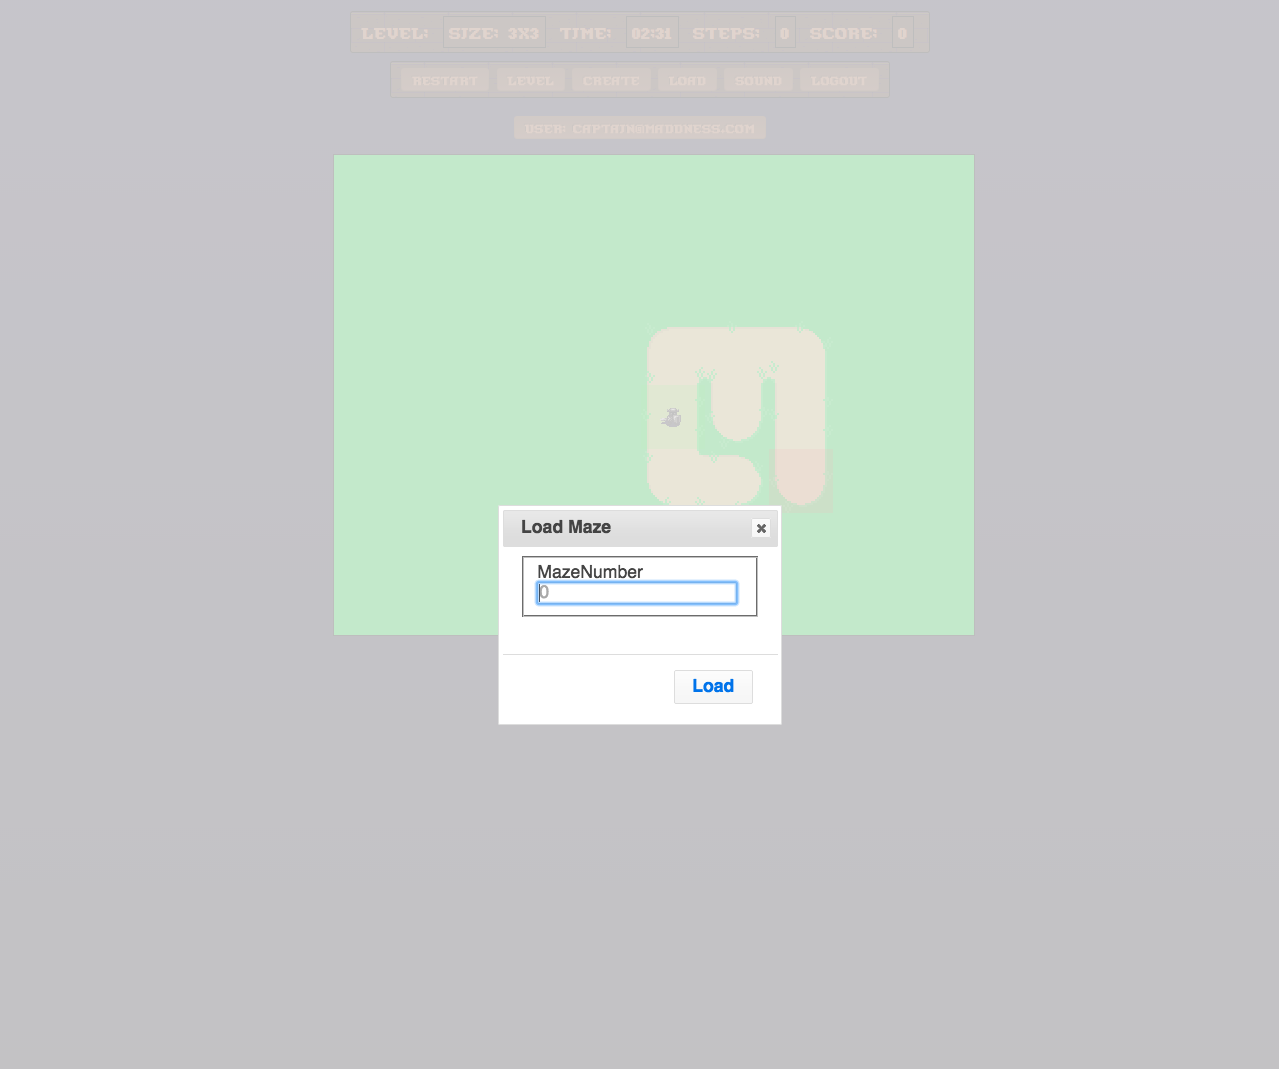 LEVEL: SIZE: 3X3 TIME: 02:31 STEPS: 0 SCORE: 0
RESTART LEVEL CREATE LOAD SOUND LOGOUT
USER: CAPTAIN@MADDNESS.COM
Load Maze
MazeNumber
0
Load